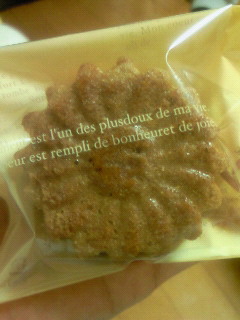 est l'un des plusdoux de ma vie.
eur est rempli de bonheuret de joie